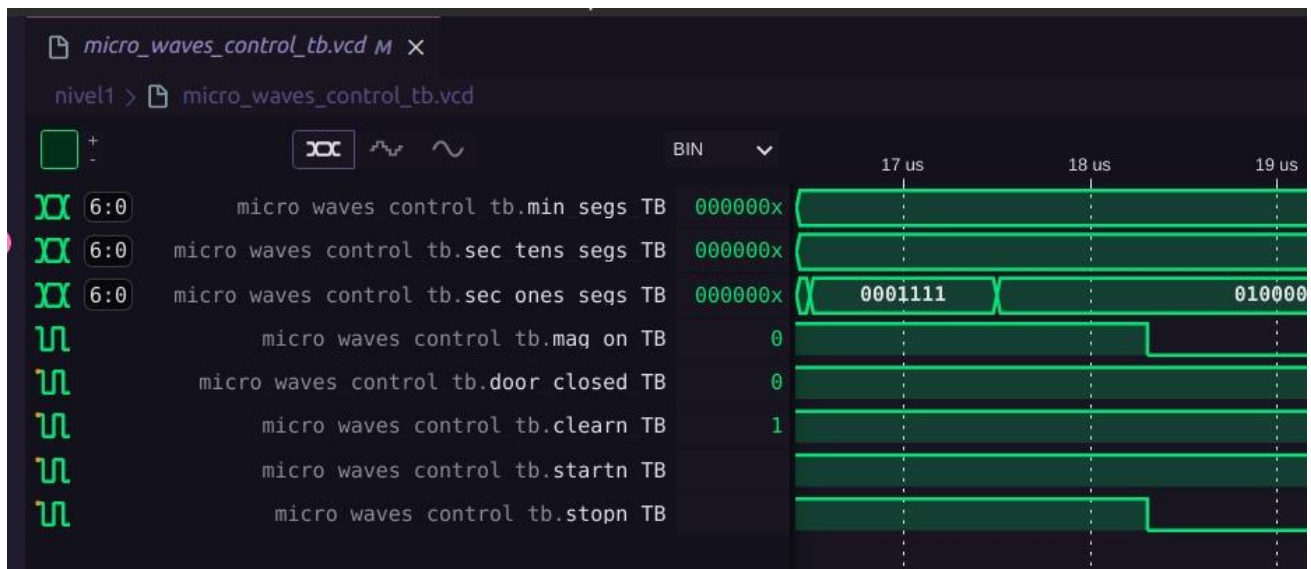 micro_waves_control_tb.vcd M ×
nivel1 > micro_waves_control_tb.vcd
+
-
BIN
17 us 18 us 19 us
6:0 micro waves control tb.min segs TB 000000x
6:0 micro waves control tb.sec tens segs TB 000000x
6:0 micro waves control tb.sec ones segs TB 000000x 0001111 010000
micro waves control tb.mag on TB 0
micro waves control tb.door closed TB 0
micro waves control tb.clearn TB 1
micro waves control tb.startn TB
micro waves control tb.stopn TB